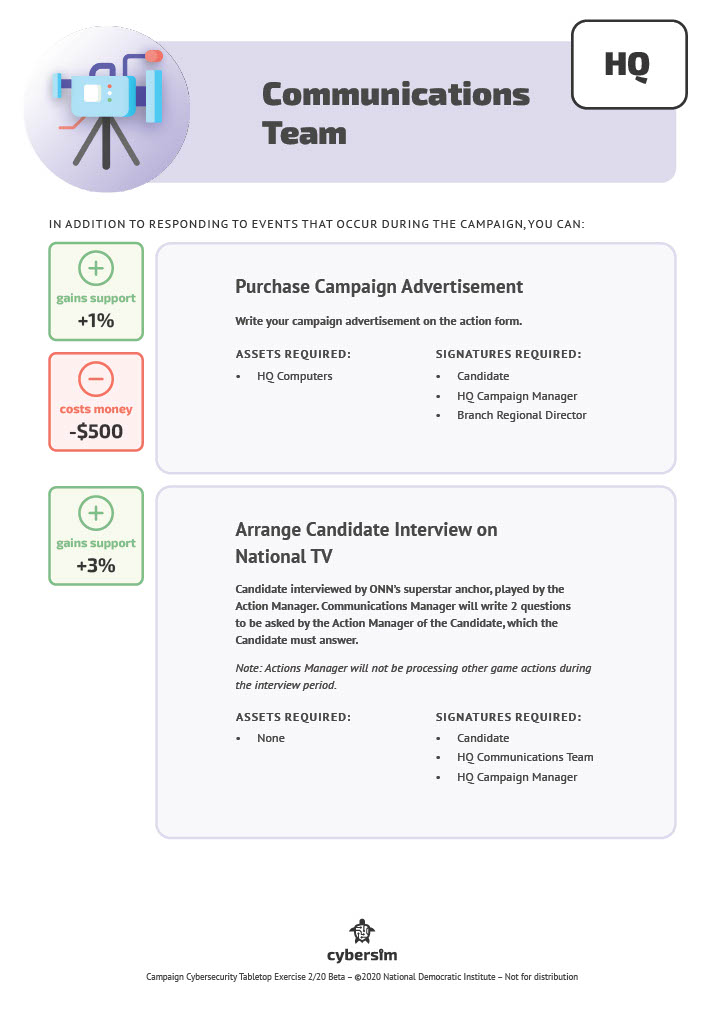 HQ
Communications
Team
IN ADDITION TO RESPONDING TO EVENTS THAT OCCUR DURING THE CAMPAIGN, YOU CAN:
gains support
+1%
costs money
-$500
Purchase Campaign Advertisement
Write your campaign advertisement on the action form.
ASSETS REQUIRED:
• HQ Computers
SIGNATURES REQUIRED:
• Candidate
• HQ Campaign Manager
• Branch Regional Director
gains support
+3%
Arrange Candidate Interview on
National TV
Candidate interviewed by ONN's superstar anchor, played by the
Action Manager. Communications Manager will write 2 questions
to be asked by the Action Manager of the Candidate, which the
Candidate must answer.
Note: Actions Manager will not be processing other game actions during
the interview period.
ASSETS REQUIRED:
• None
SIGNATURES REQUIRED:
• Candidate
• HQ Communications Team
• HQ Campaign Manager
cybersim
Campaign Cybersecurity Tabletop Exercise 2/20 Beta – ©2020 National Democratic Institute – Not for distribution